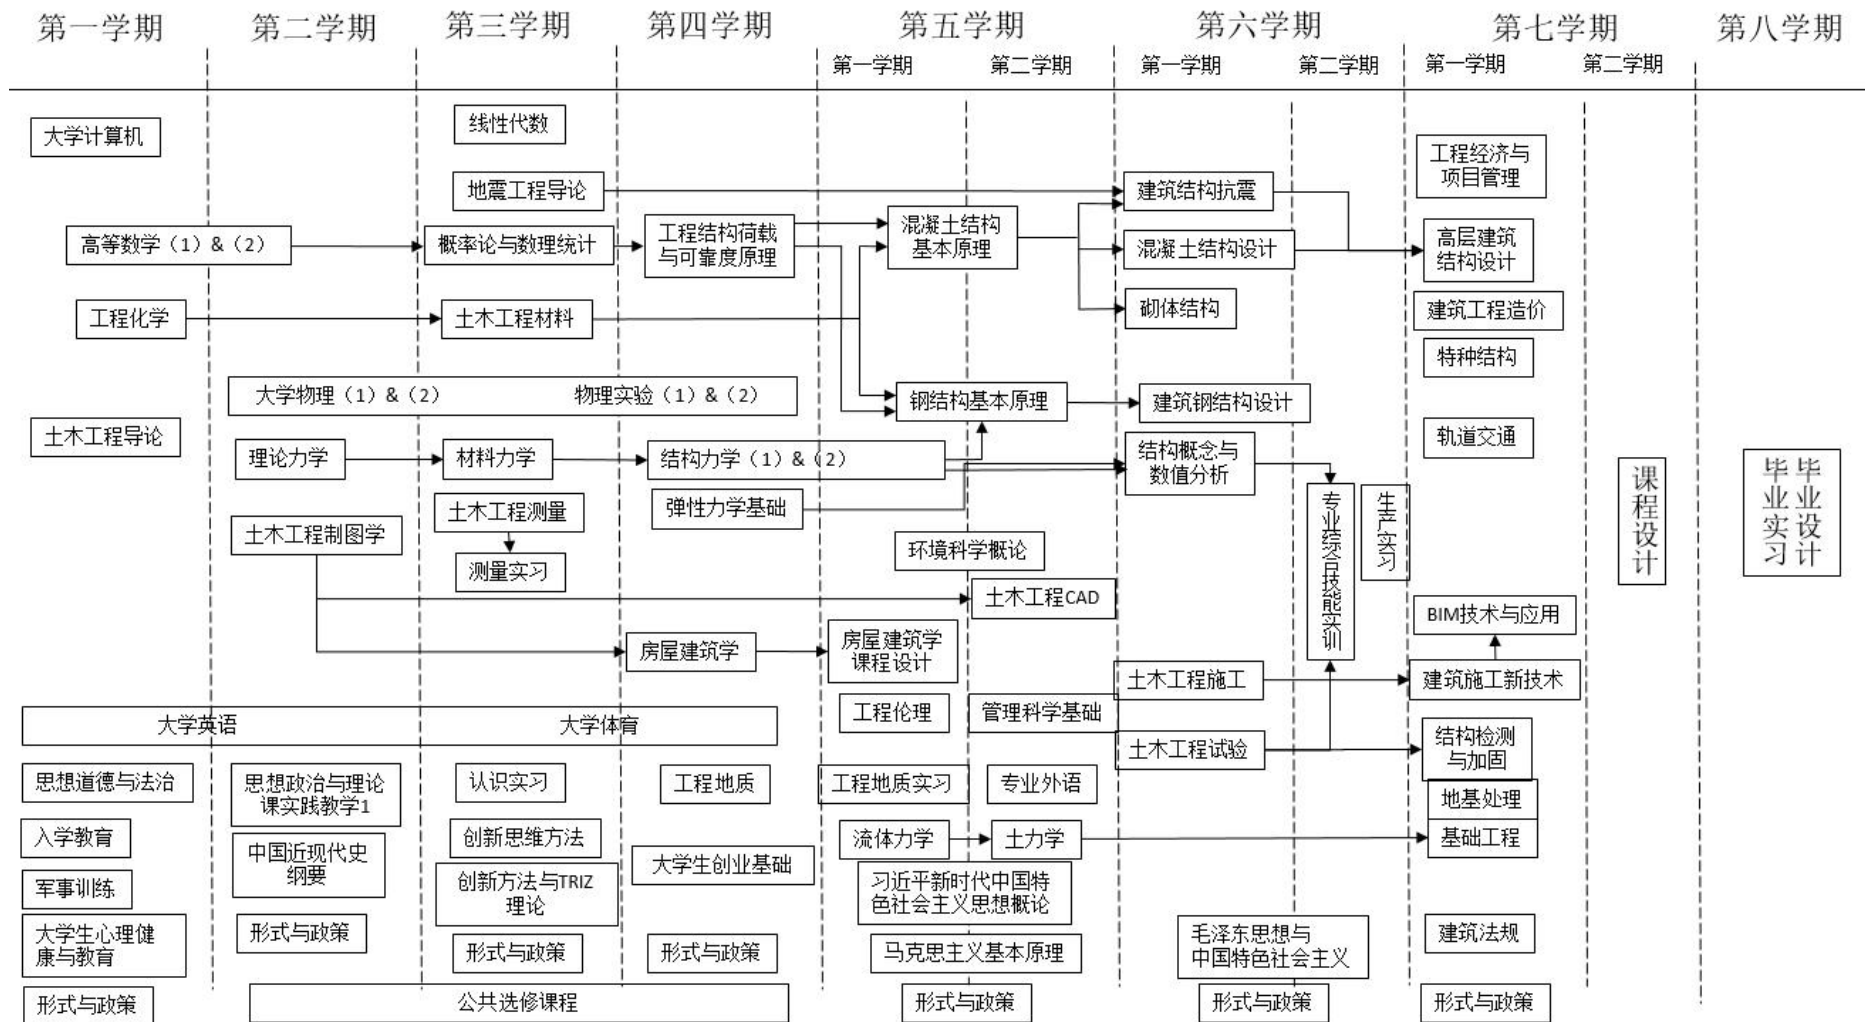 第一学期
第二学期
第三学期
第四学期
第五学期
第六学期
第七学期
第八学期
第一学期
第二学期
第一学期
第二学期
第一学期
第二学期
大学计算机
线性代数
工程经济与
项目管理
地震工程导论
建筑结构抗震
高等数学（1）&（2）
概率论与数理统计
工程结构荷载
与可靠度原理
混凝土结构
基本原理
混凝土结构设计
高层建筑
结构设计
工程化学
土木工程材料
砌体结构
建筑工程造价
特种结构
大学物理（1）&（2）
物理实验（1）&（2）
钢结构基本原理
建筑钢结构设计
土木工程导论
轨道交通
理论力学
材料力学
结构力学（1）&（2）
结构概念与
数值分析
土木工程测量
弹性力学基础
土木工程制图学
测量实习
环境科学概论
专业综合技能实训
生产实习
课程设计
毕业实习
毕业设计
土木工程CAD
BIM技术与应用
房屋建筑学
房屋建筑学
课程设计
土木工程施工
建筑施工新技术
大学英语
大学体育
工程伦理
管理科学基础
土木工程试验
结构检测
与加固
思想道德与法治
思想政治与理论
课实践教学1
认识实习
工程地质
工程地质实习
专业外语
地基处理
入学教育
中国近现代史
纲要
创新思维方法
大学生创业基础
流体力学
土力学
基础工程
军事训练
创新方法与TRIZ
理论
习近平新时代中国特
色社会主义思想概论
大学生心理健
康与教育
形式与政策
形式与政策
形式与政策
马克思主义基本原理
毛泽东思想与
中国特色社会主义
建筑法规
形式与政策
公共选修课程
形式与政策
形式与政策
形式与政策